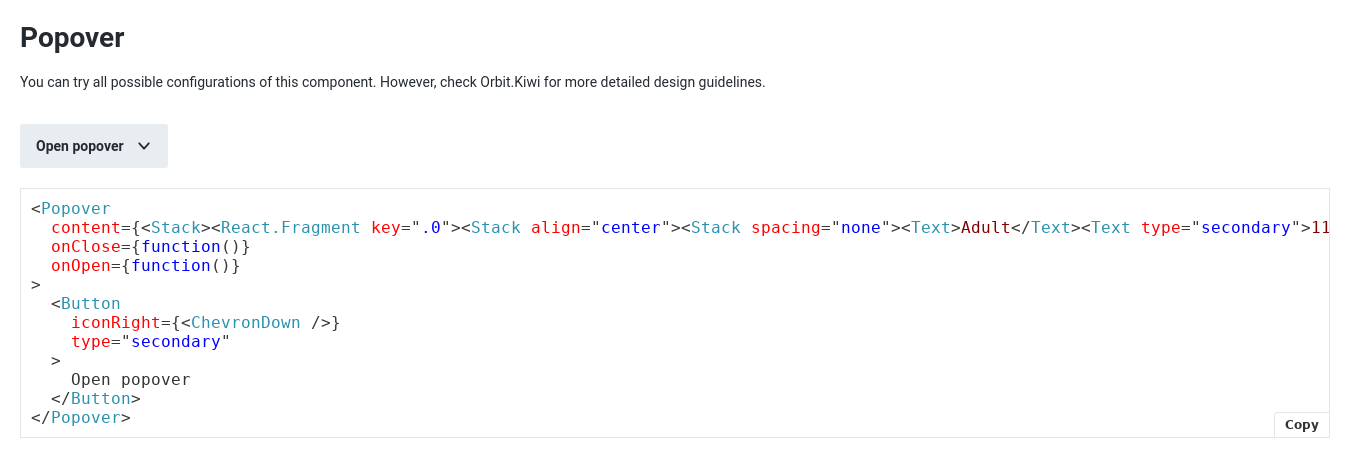 Popover
You can try all possible configurations of this component. However, check Orbit.Kiwi for more detailed design guidelines.
Open popover
<Popover
  content={<Stack><React.Fragment key=".0"><Stack align="center"><Stack spacing="none"><Text>Adult</Text><Text type="secondary">11
  onClose={function()}
  onOpen={function()}
>
  <Button
    iconRight={<ChevronDown />}
    type="secondary"
  >
    Open popover
  </Button>
</Popover>
Copy